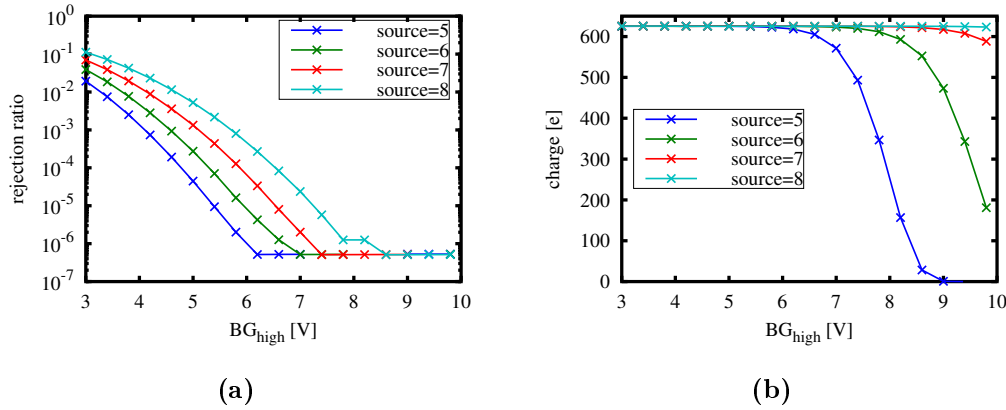 10^0
10^-1
10^-2
10^-3
10^-4
10^-5
10^-6
10^-7
rejection ratio
3 4 5 6 7 8 9 10
BG_high [V]
source=5
source=6
source=7
source=8
(a)
600
500
400
300
200
100
0
charge [e]
3 4 5 6 7 8 9 10
BG_high [V]
source=5
source=6
source=7
source=8
(b)